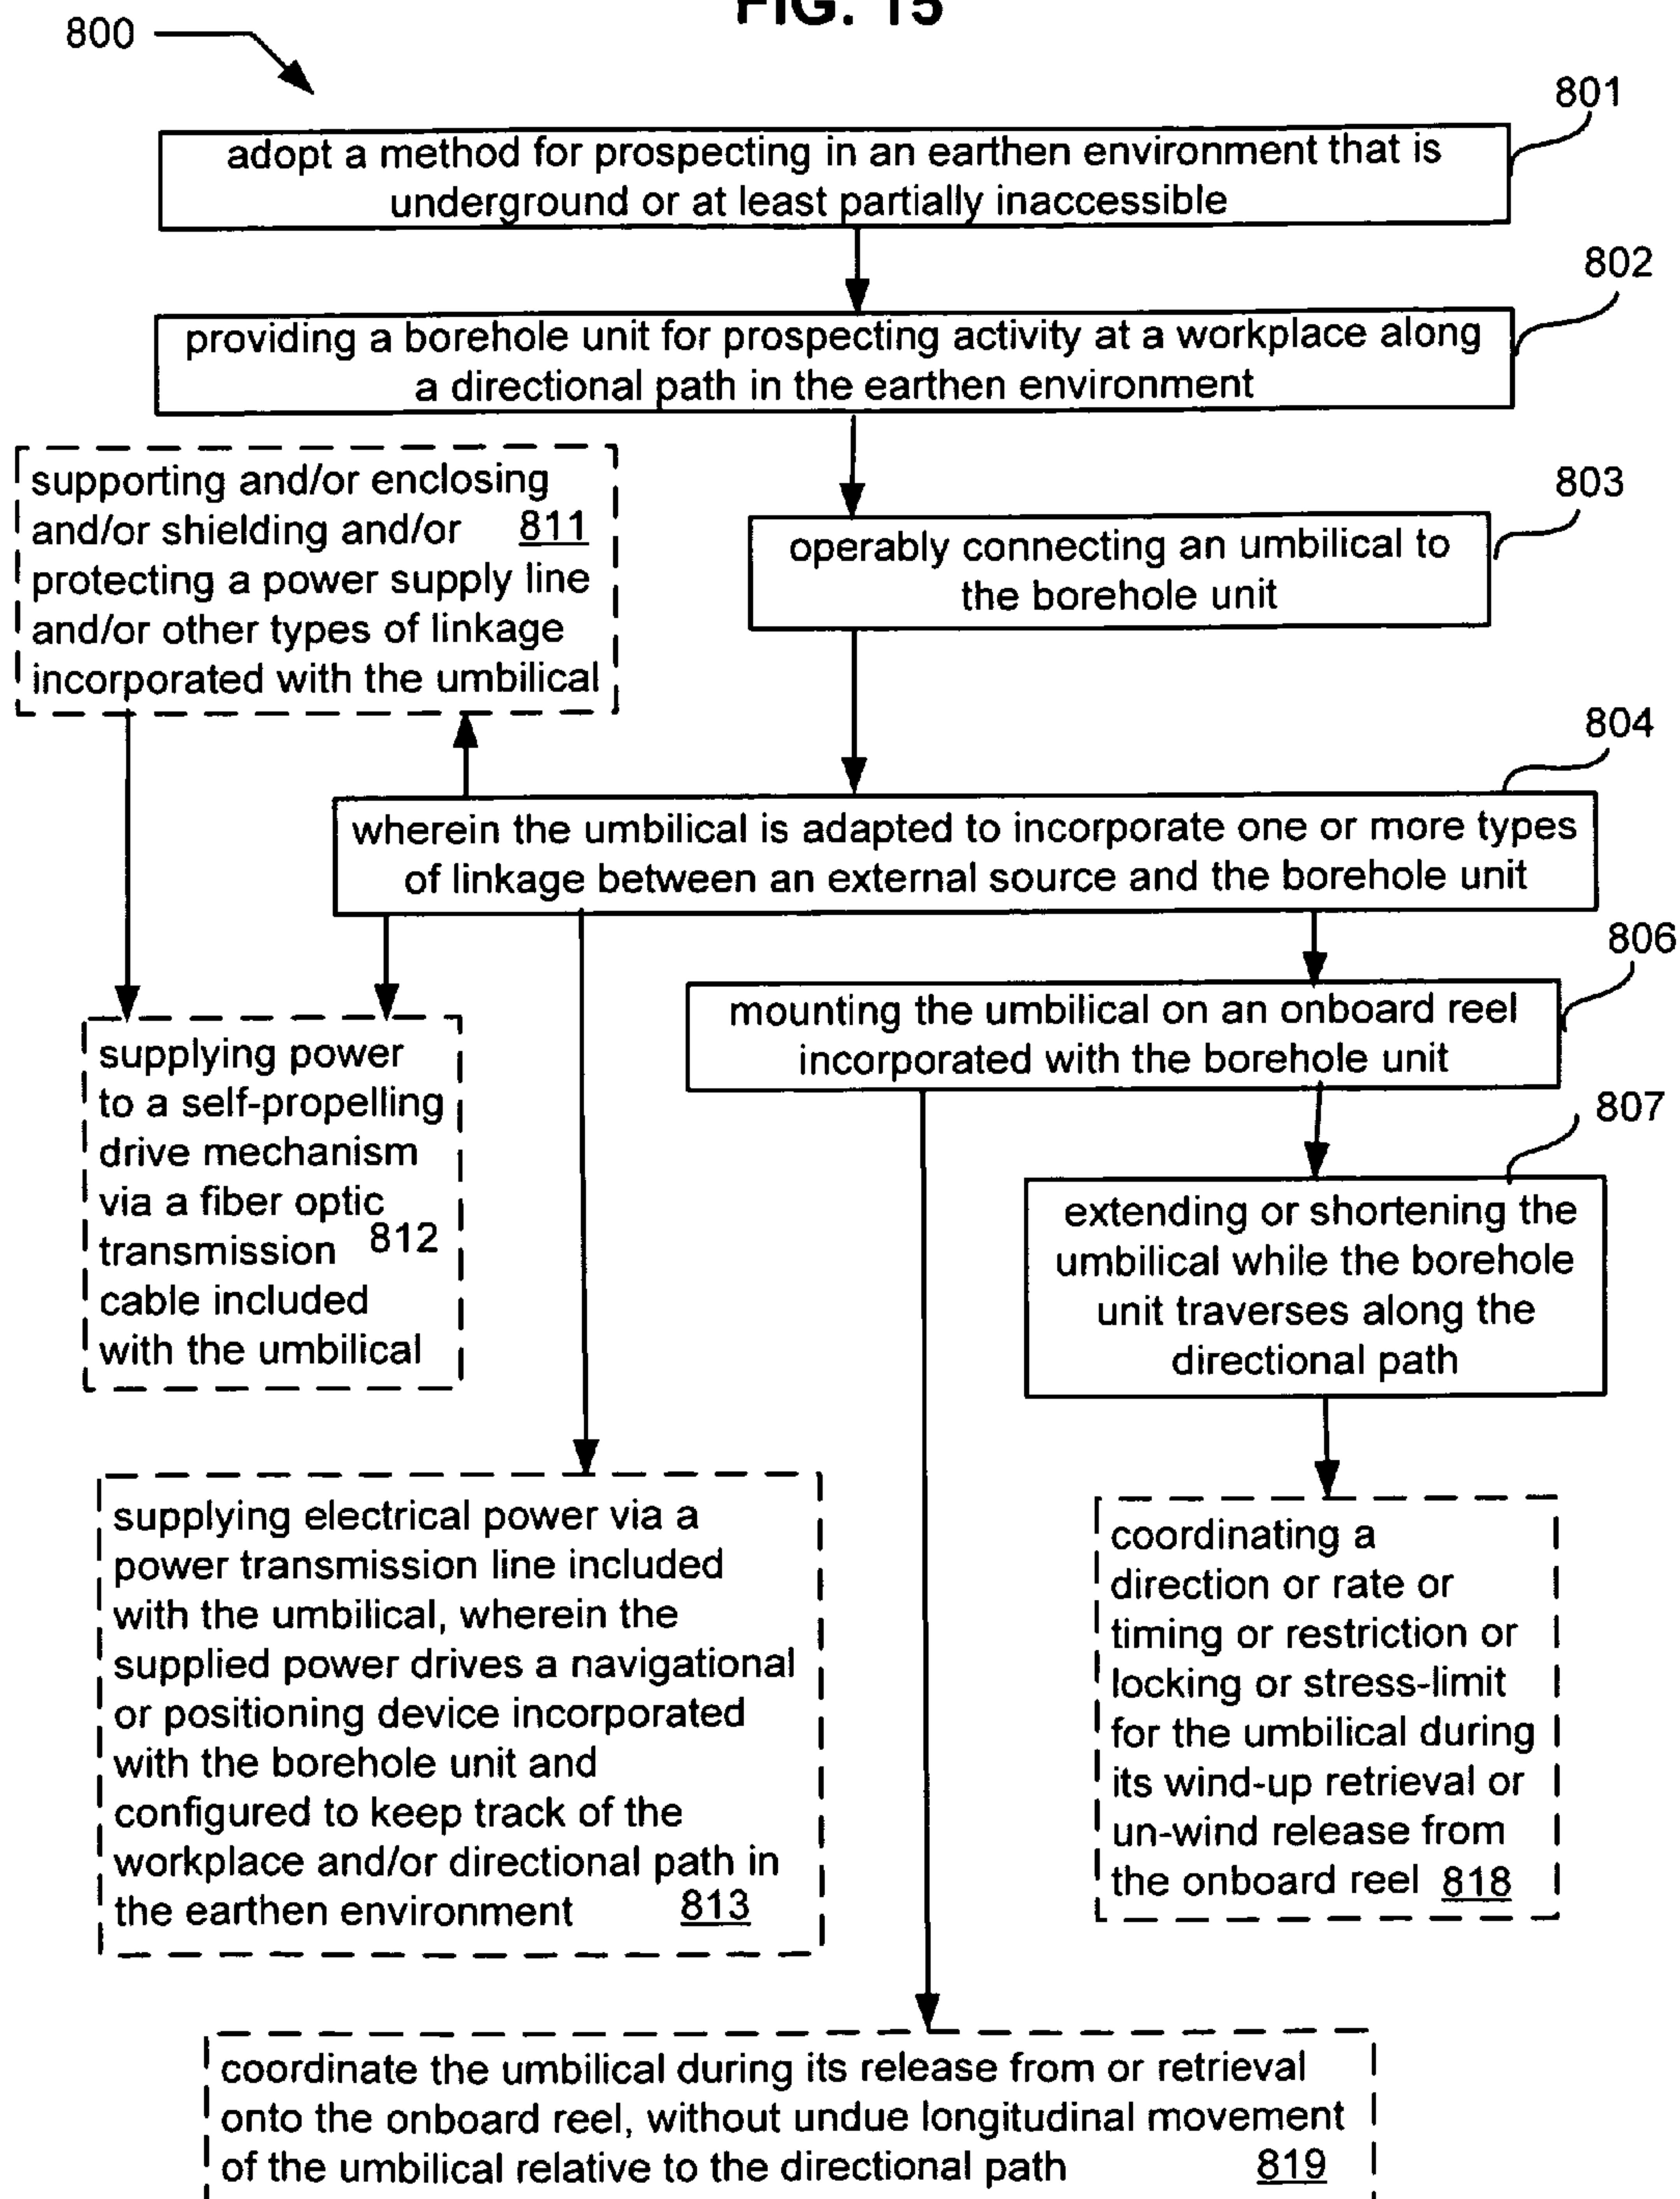 FIG. 15
800
801
adopt a method for prospecting in an earthen environment that is
underground or at least partially inaccessible
802
providing a borehole unit for prospecting activity at a workplace along
a directional path in the earthen environment
supporting and/or enclosing
and/or shielding and/or 811
protecting a power supply line
and/or other types of linkage
incorporated with the umbilical
803
operably connecting an umbilical to
the borehole unit
804
wherein the umbilical is adapted to incorporate one or more types
of linkage between an external source and the borehole unit
806
mounting the umbilical on an onboard reel
incorporated with the borehole unit
supplying power
to a self-propelling
drive mechanism
via a fiber optic
transmission 812
cable included
with the umbilical
807
extending or shortening the
umbilical while the borehole
unit traverses along the
directional path
supplying electrical power via a
power transmission line included
with the umbilical, wherein the
supplied power drives a navigational
or positioning device incorporated
with the borehole unit and
configured to keep track of the
workplace and/or directional path in
the earthen environment 813
coordinating a
direction or rate or
timing or restriction or
locking or stress-limit
for the umbilical during
its wind-up retrieval or
un-wind release from
the onboard reel 818
coordinate the umbilical during its release from or retrieval
onto the onboard reel, without undue longitudinal movement
of the umbilical relative to the directional path 819